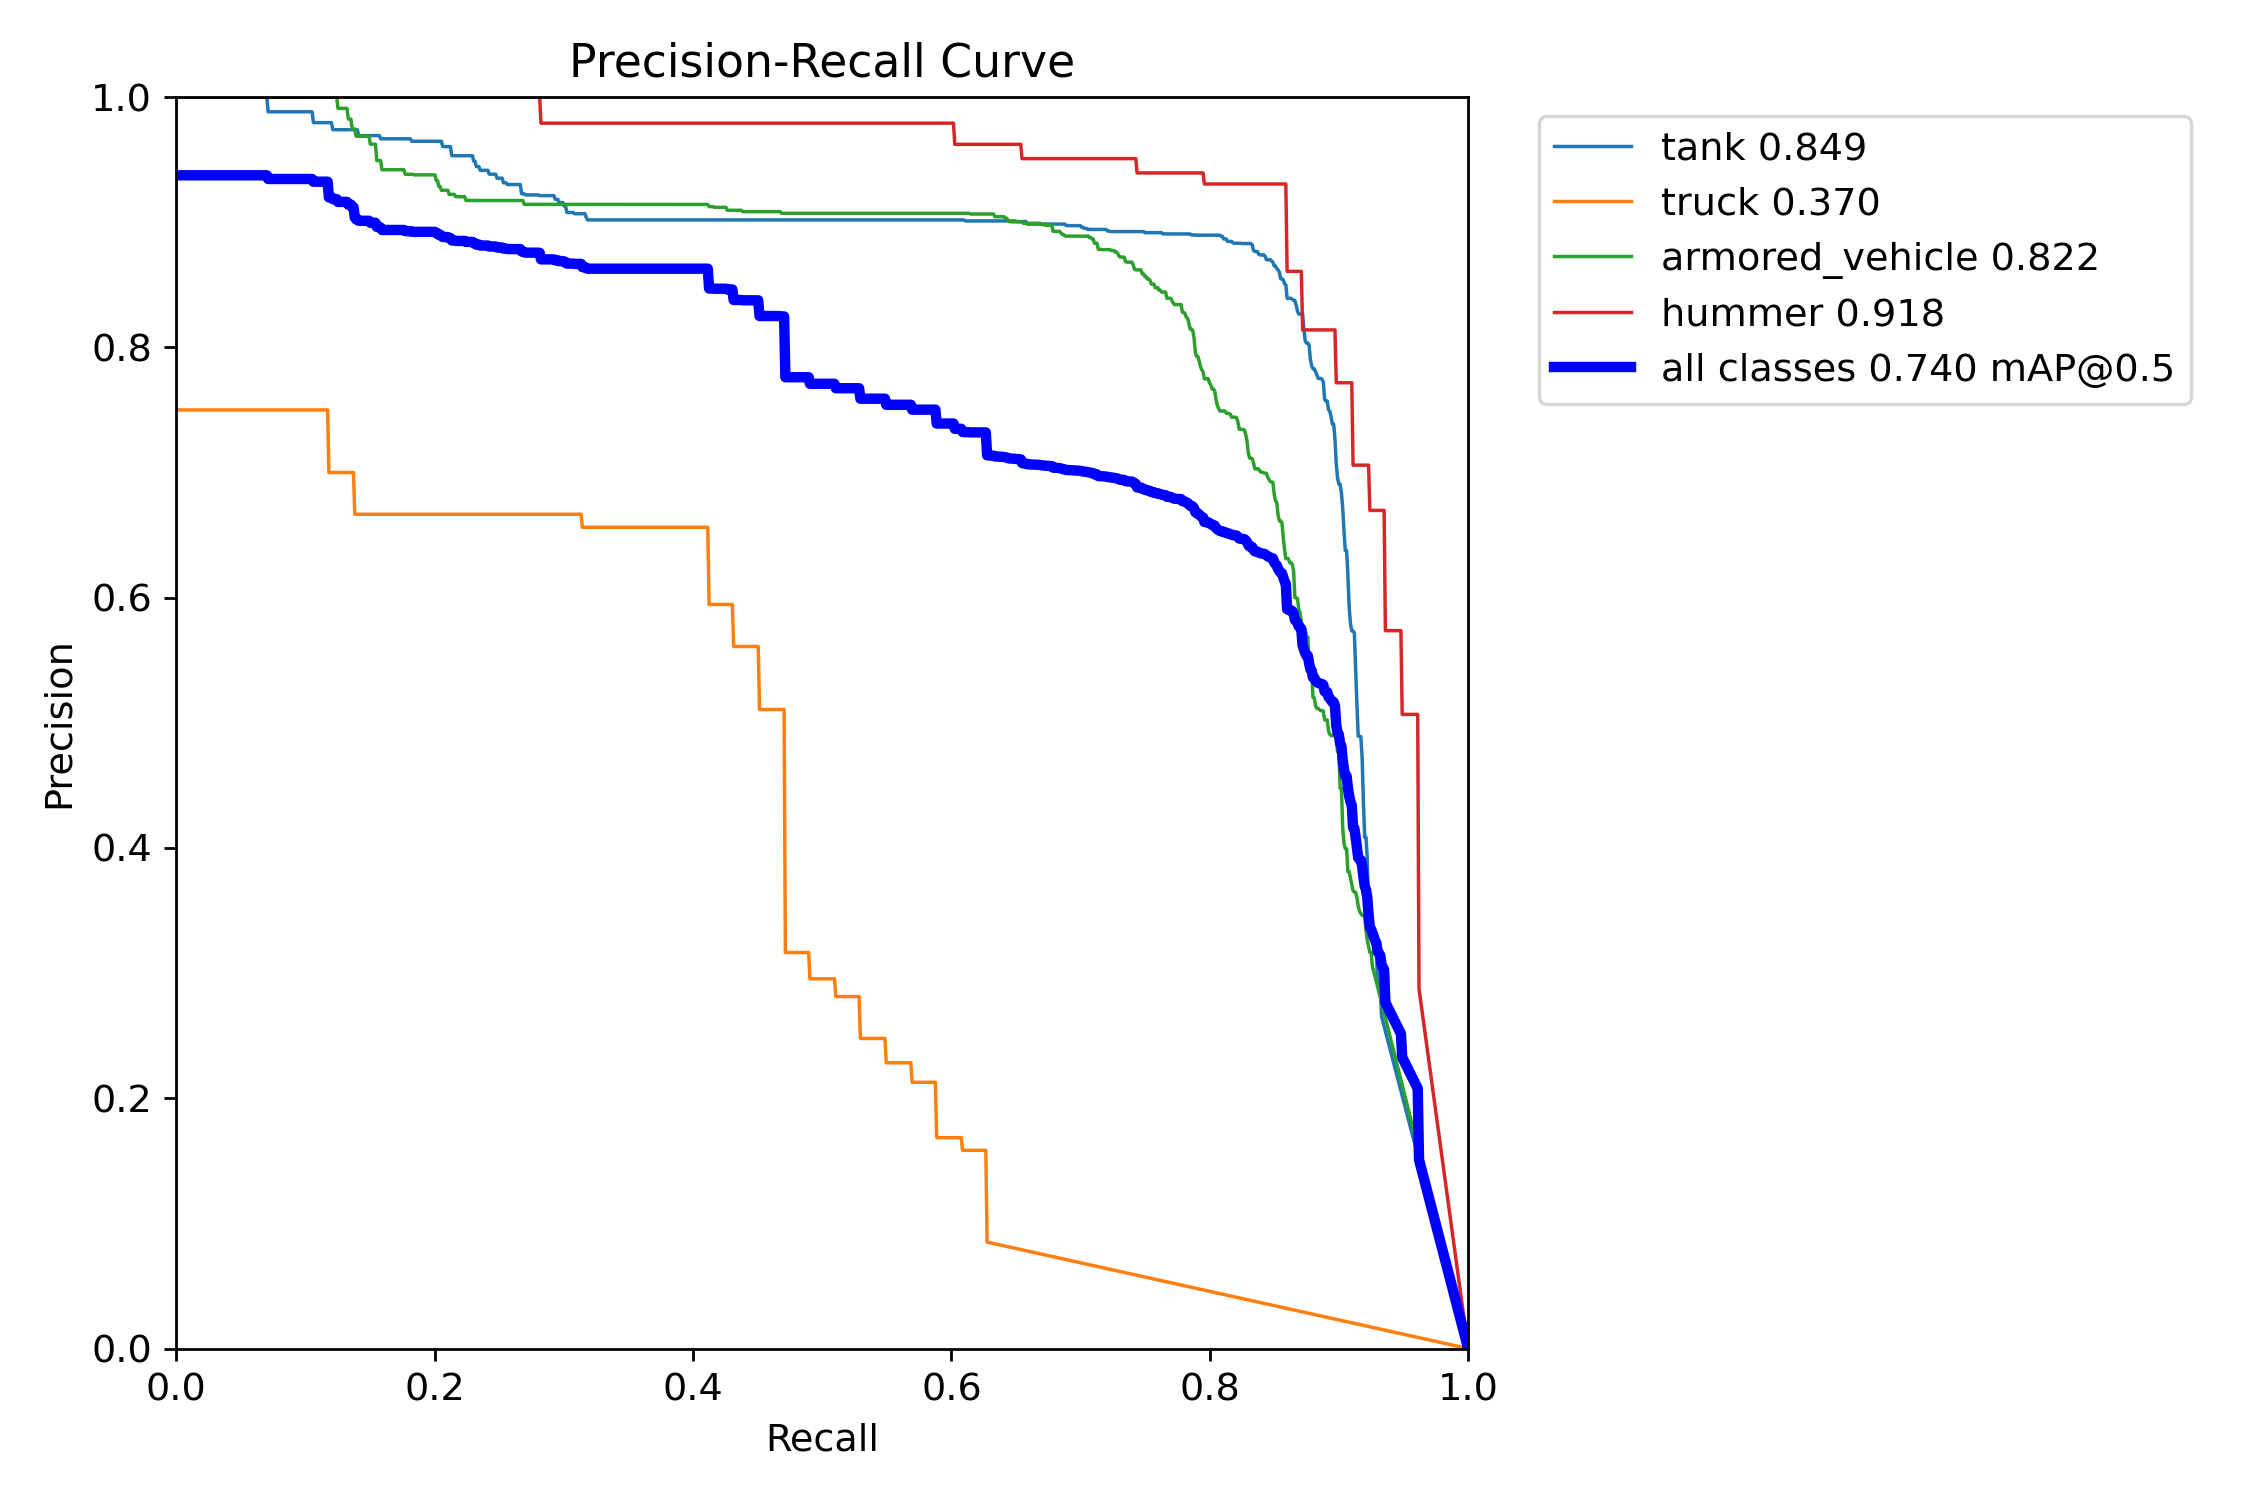 Precision-Recall Curve
1.0
0.8
0.6
0.4
0.2
0.0
Precision
0.0 0.2 0.4 0.6 0.8 1.0
Recall
tank 0.849
truck 0.370
armored_vehicle 0.822
hummer 0.918
all classes 0.740 mAP@0.5